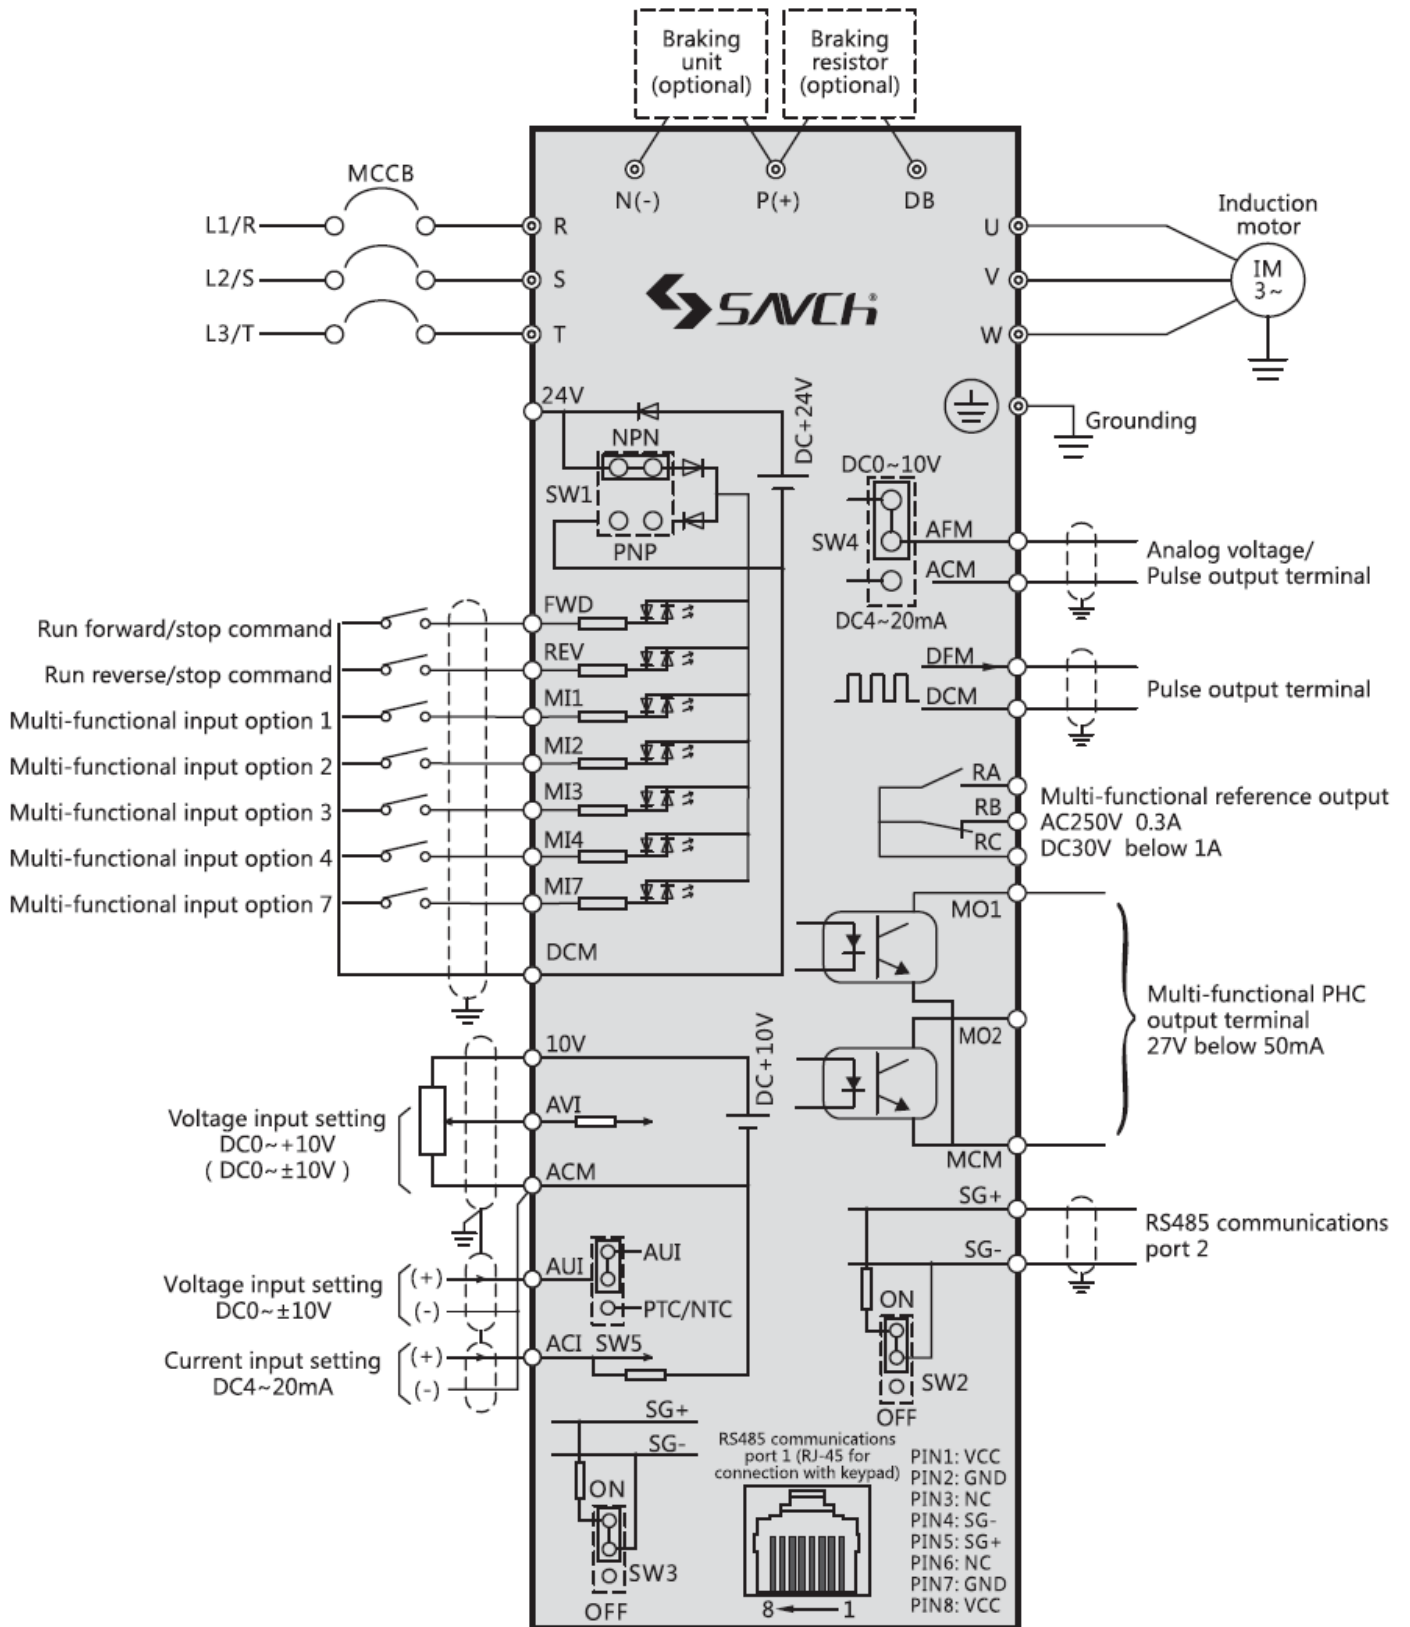 Braking
unit
(optional)
Braking
resistor
(optional)
MCCB
N(-)
P(+)
DB
L1/R
R
L2/S
S
L3/T
T
U
V
W
Induction
motor
IM
3~
SAVCH®
24V
NPN
SW1
PNP
DC+24V
Grounding
DC0~10V
SW4
AFM
ACM
DC4~20mA
Analog voltage/
Pulse output terminal
DFM
DCM
Pulse output terminal
Run forward/stop command
FWD
Run reverse/stop command
REV
Multi-functional input option 1
MI1
Multi-functional input option 2
MI2
Multi-functional input option 3
MI3
Multi-functional input option 4
MI4
Multi-functional input option 7
MI7
DCM
RA
RB
RC
Multi-functional reference output
AC250V 0.3A
DC30V below 1A
MO1
MO2
MCM
Multi-functional PHC
output terminal
27V below 50mA
10V
DC+10V
AVI
ACM
Voltage input setting
DC0~+10V
( DC0~±10V )
Voltage input setting
DC0~±10V
(+)
(-)
AUI
AUI
PTC/NTC
SW5
Current input setting
DC4~20mA
(+)
(-)
ACI
SG+
SG-
RS485 communications
port 2
ON
SW2
OFF
SG+
SG-
ON
SW3
OFF
RS485 communications
port 1 (RJ-45 for
connection with keypad)
8
1
PIN1: VCC
PIN2: GND
PIN3: NC
PIN4: SG-
PIN5: SG+
PIN6: NC
PIN7: GND
PIN8: VCC